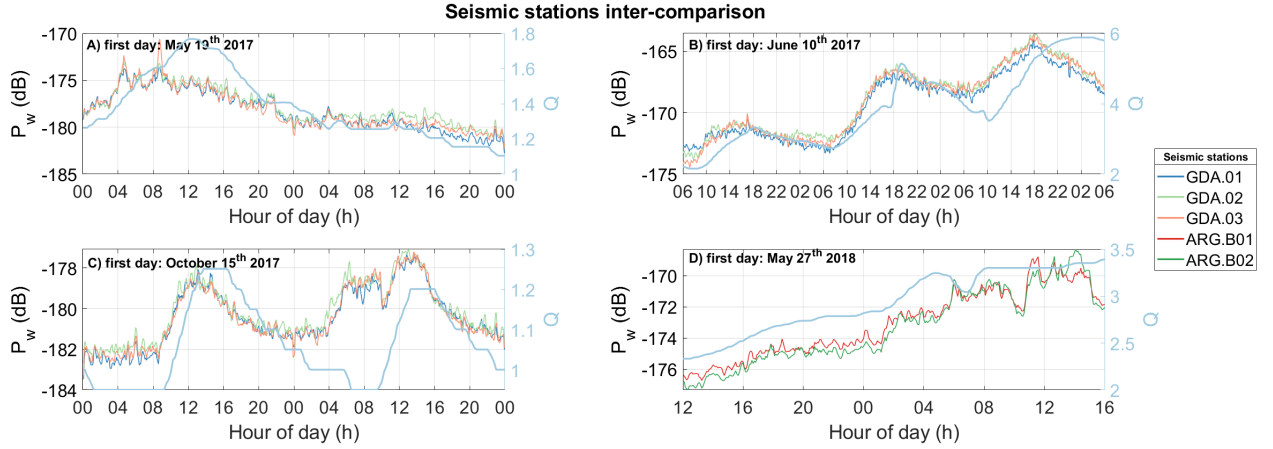 Seismic stations inter-comparison
A) first day: May 19th 2017
-170
-175
-180
-185
Pw (dB)
1.8
1.6
1.4
1.2
1
Q
00 04 08 12 16 20 00 04 08 12 16 20 00
Hour of day (h)
B) first day: June 10th 2017
-165
-170
-175
Pw (dB)
6
4
2
Q
06 10 14 18 22 02 06 10 14 18 22 02 06 10 14 18 22 02 06
Hour of day (h)
Seismic stations
GDA.01
GDA.02
GDA.03
ARG.B01
ARG.B02
C) first day: October 15th 2017
-178
-180
-182
-184
Pw (dB)
1.3
1.2
1.1
1
Q
00 04 08 12 16 20 00 04 08 12 16 20 00
Hour of day (h)
D) first day: May 27th 2018
-170
-172
-174
-176
Pw (dB)
3.5
3
2.5
2
Q
12 16 20 00 04 08 12 16
Hour of day (h)